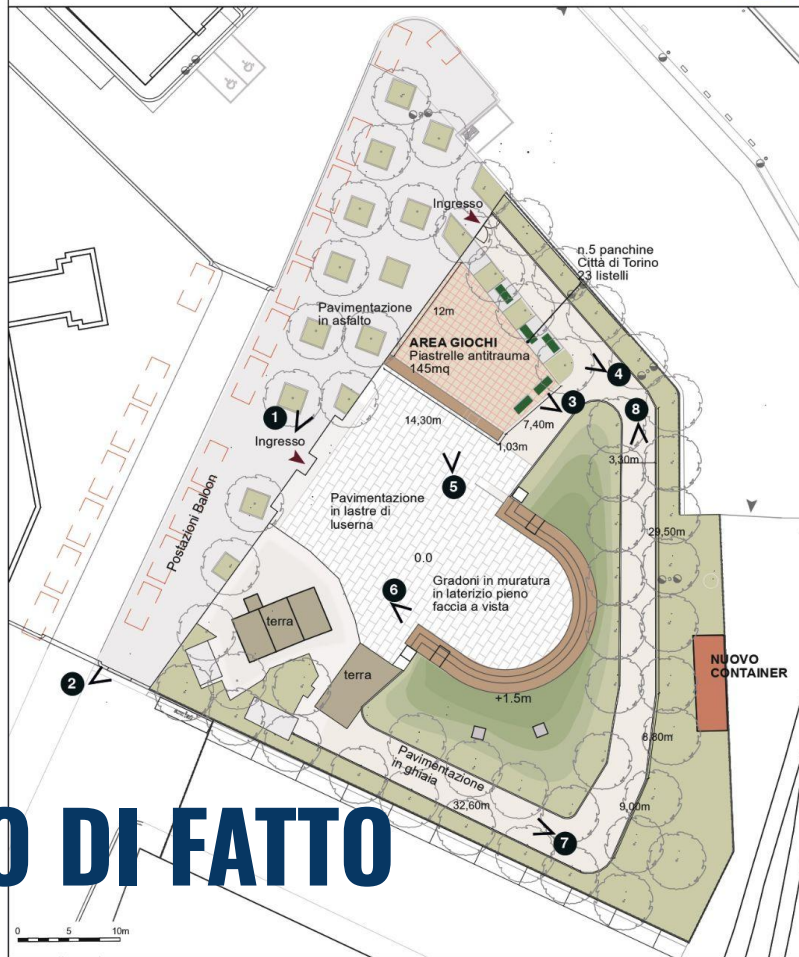 Ingresso
n.5 panchine
Città di Torino
23 listelli
12m
Pavimentazione
in asfalto
AREA GIOCHI
Piastrelle antitrauma
145mq
4
3
8
1
14,30m
7,40m
Ingresso
1,03m
3,30m
5
Pavimentazione
in lastre di
luserna
29,50m
Postazioni Baloon
0.0
6
Gradoni in muratura
in laterizio pieno
faccia a vista
terra
terra
2
NUOVO
CONTAINER
+1.5m
8,80m
Pavimentazione
in ghiaia
32,60m
9,00m
7
O DI FATTO
0 5 10m